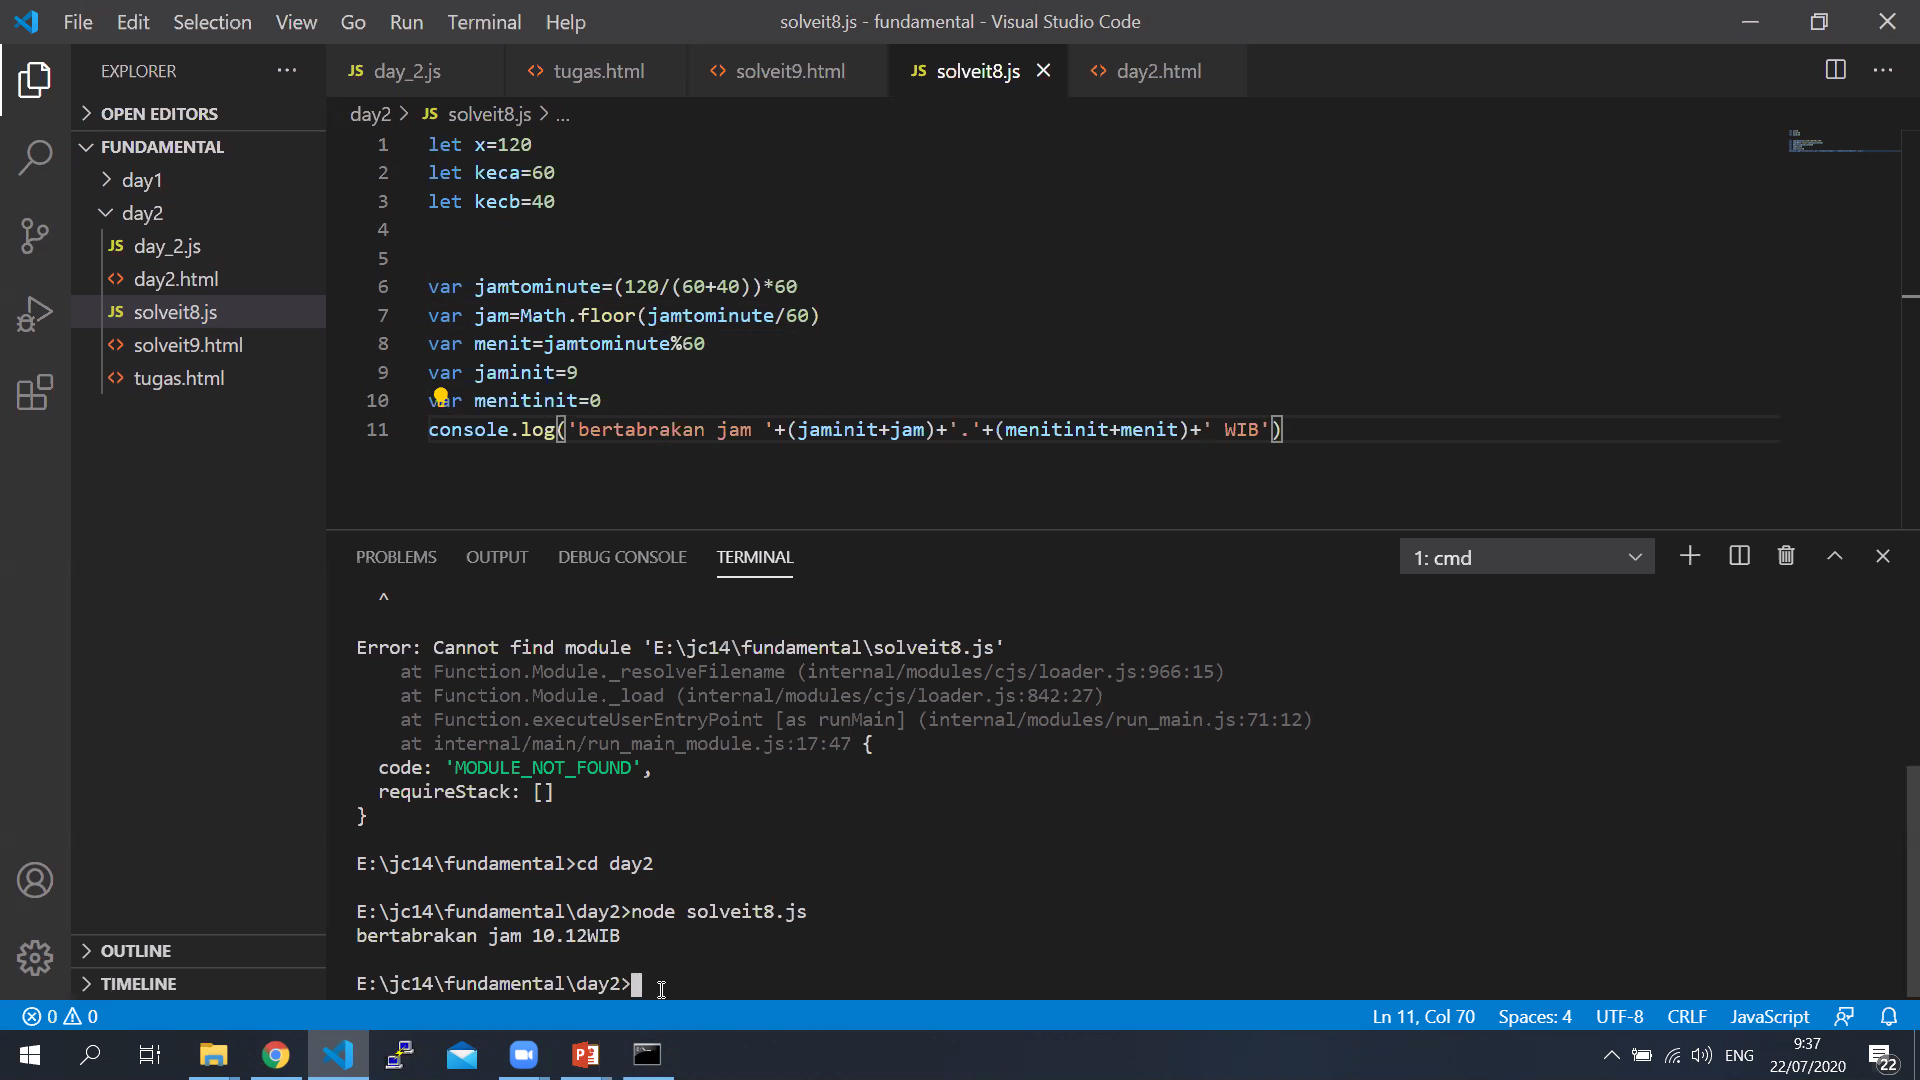 File Edit Selection View Go Run Terminal Help
solveit8.js - fundamental - Visual Studio Code
EXPLORER ···
OPEN EDITORS
FUNDAMENTAL
day1
day2
JS day_2.js
<> day2.html
JS solveit8.js
<> solveit9.html
<> tugas.html
OUTLINE
TIMELINE
JS day_2.js <> tugas.html <> solveit9.html JS solveit8.js <> day2.html
day2 > JS solveit8.js > ...
1 let x=120
2 let keca=60
3 let kecb=40
4
5
6 var jamtominute=(120/(60+40))*60
7 var jam=Math.floor(jamtominute/60)
8 var menit=jamtominute%60
9 var jaminit=9
10 var menitinit=0
11 console.log('bertabrakan jam '+(jaminit+jam)+'.'+(menitinit+menit)+' WIB')
PROBLEMS OUTPUT DEBUG CONSOLE TERMINAL 1: cmd
^
Error: Cannot find module 'E:\jc14\fundamental\solveit8.js'
at Function.Module._resolveFilename (internal/modules/cjs/loader.js:966:15)
at Function.Module._load (internal/modules/cjs/loader.js:842:27)
at Function.executeUserEntryPoint [as runMain] (internal/modules/run_main.js:71:12)
at internal/main/run_main_module.js:17:47 {
code: 'MODULE_NOT_FOUND',
requireStack: []
}
E:\jc14\fundamental>cd day2
E:\jc14\fundamental\day2>node solveit8.js
bertabrakan jam 10.12WIB
E:\jc14\fundamental\day2>
0 0 Ln 11, Col 70 Spaces: 4 UTF-8 CRLF JavaScript
ENG
9:37
22/07/2020
22